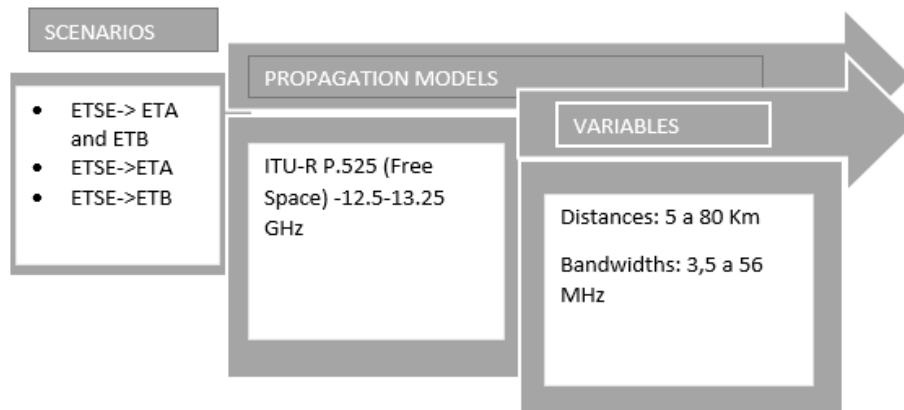 SCENARIOS
• ETSE-> ETA
and ETB
• ETSE->ETA
• ETSE->ETB
PROPAGATION MODELS
ITU-R P.525 (Free
Space) -12.5-13.25
GHz
VARIABLES
Distances: 5 a 80 Km
Bandwidths: 3,5 a 56
MHz